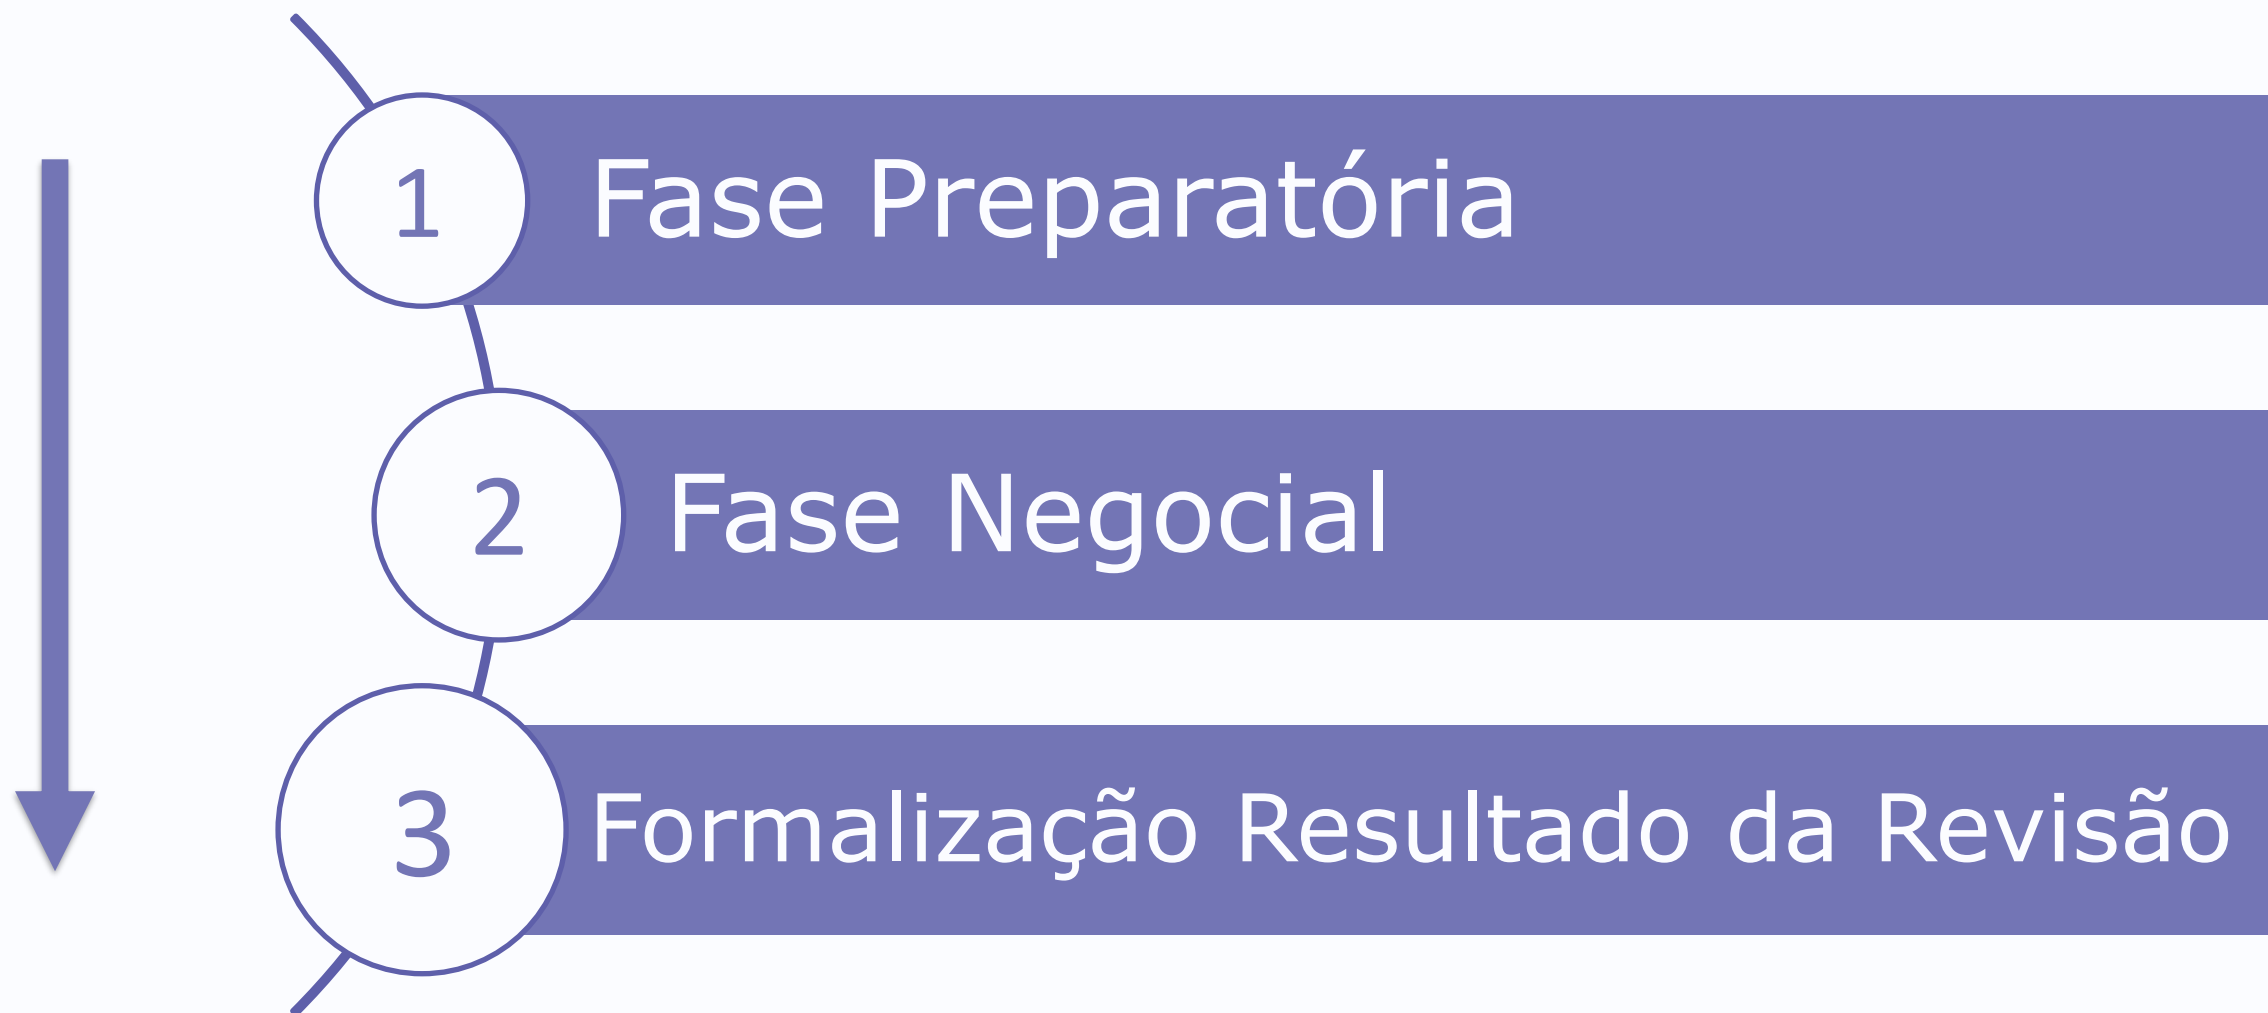 1 Fase Preparatória
2 Fase Negocial
3 Formalização Resultado da Revisão